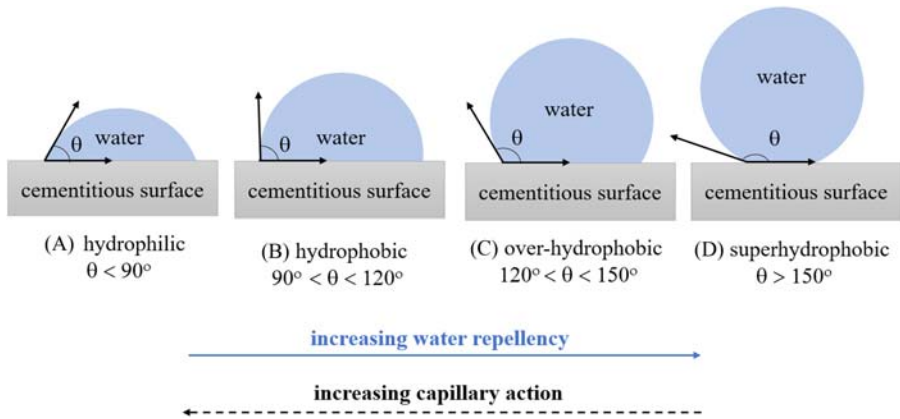 water
θ
cementitious surface
(A) hydrophilic
θ < 90°
water
θ
cementitious surface
(B) hydrophobic
90° < θ < 120°
water
θ
cementitious surface
(C) over-hydrophobic
120° < θ < 150°
water
θ
cementitious surface
(D) superhydrophobic
θ > 150°
increasing water repellency
increasing capillary action